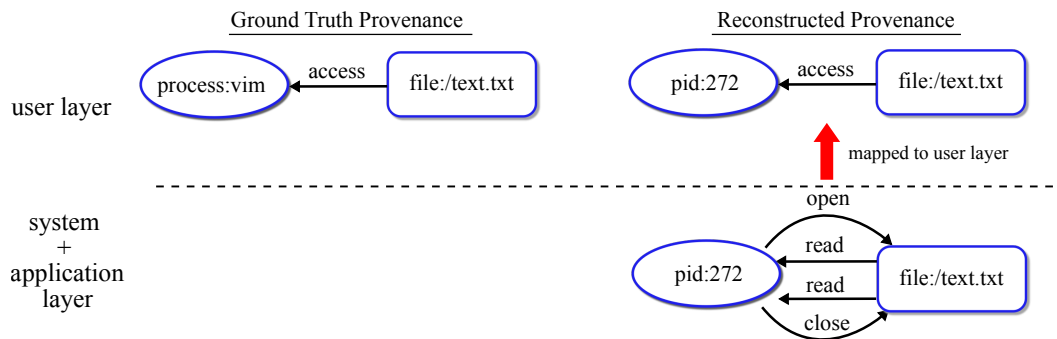 Ground Truth Provenance
Reconstructed Provenance
user layer
process:vim
access
file:/text.txt
pid:272
access
file:/text.txt
mapped to user layer
system
+
application
layer
open
read
pid:272
file:/text.txt
read
close